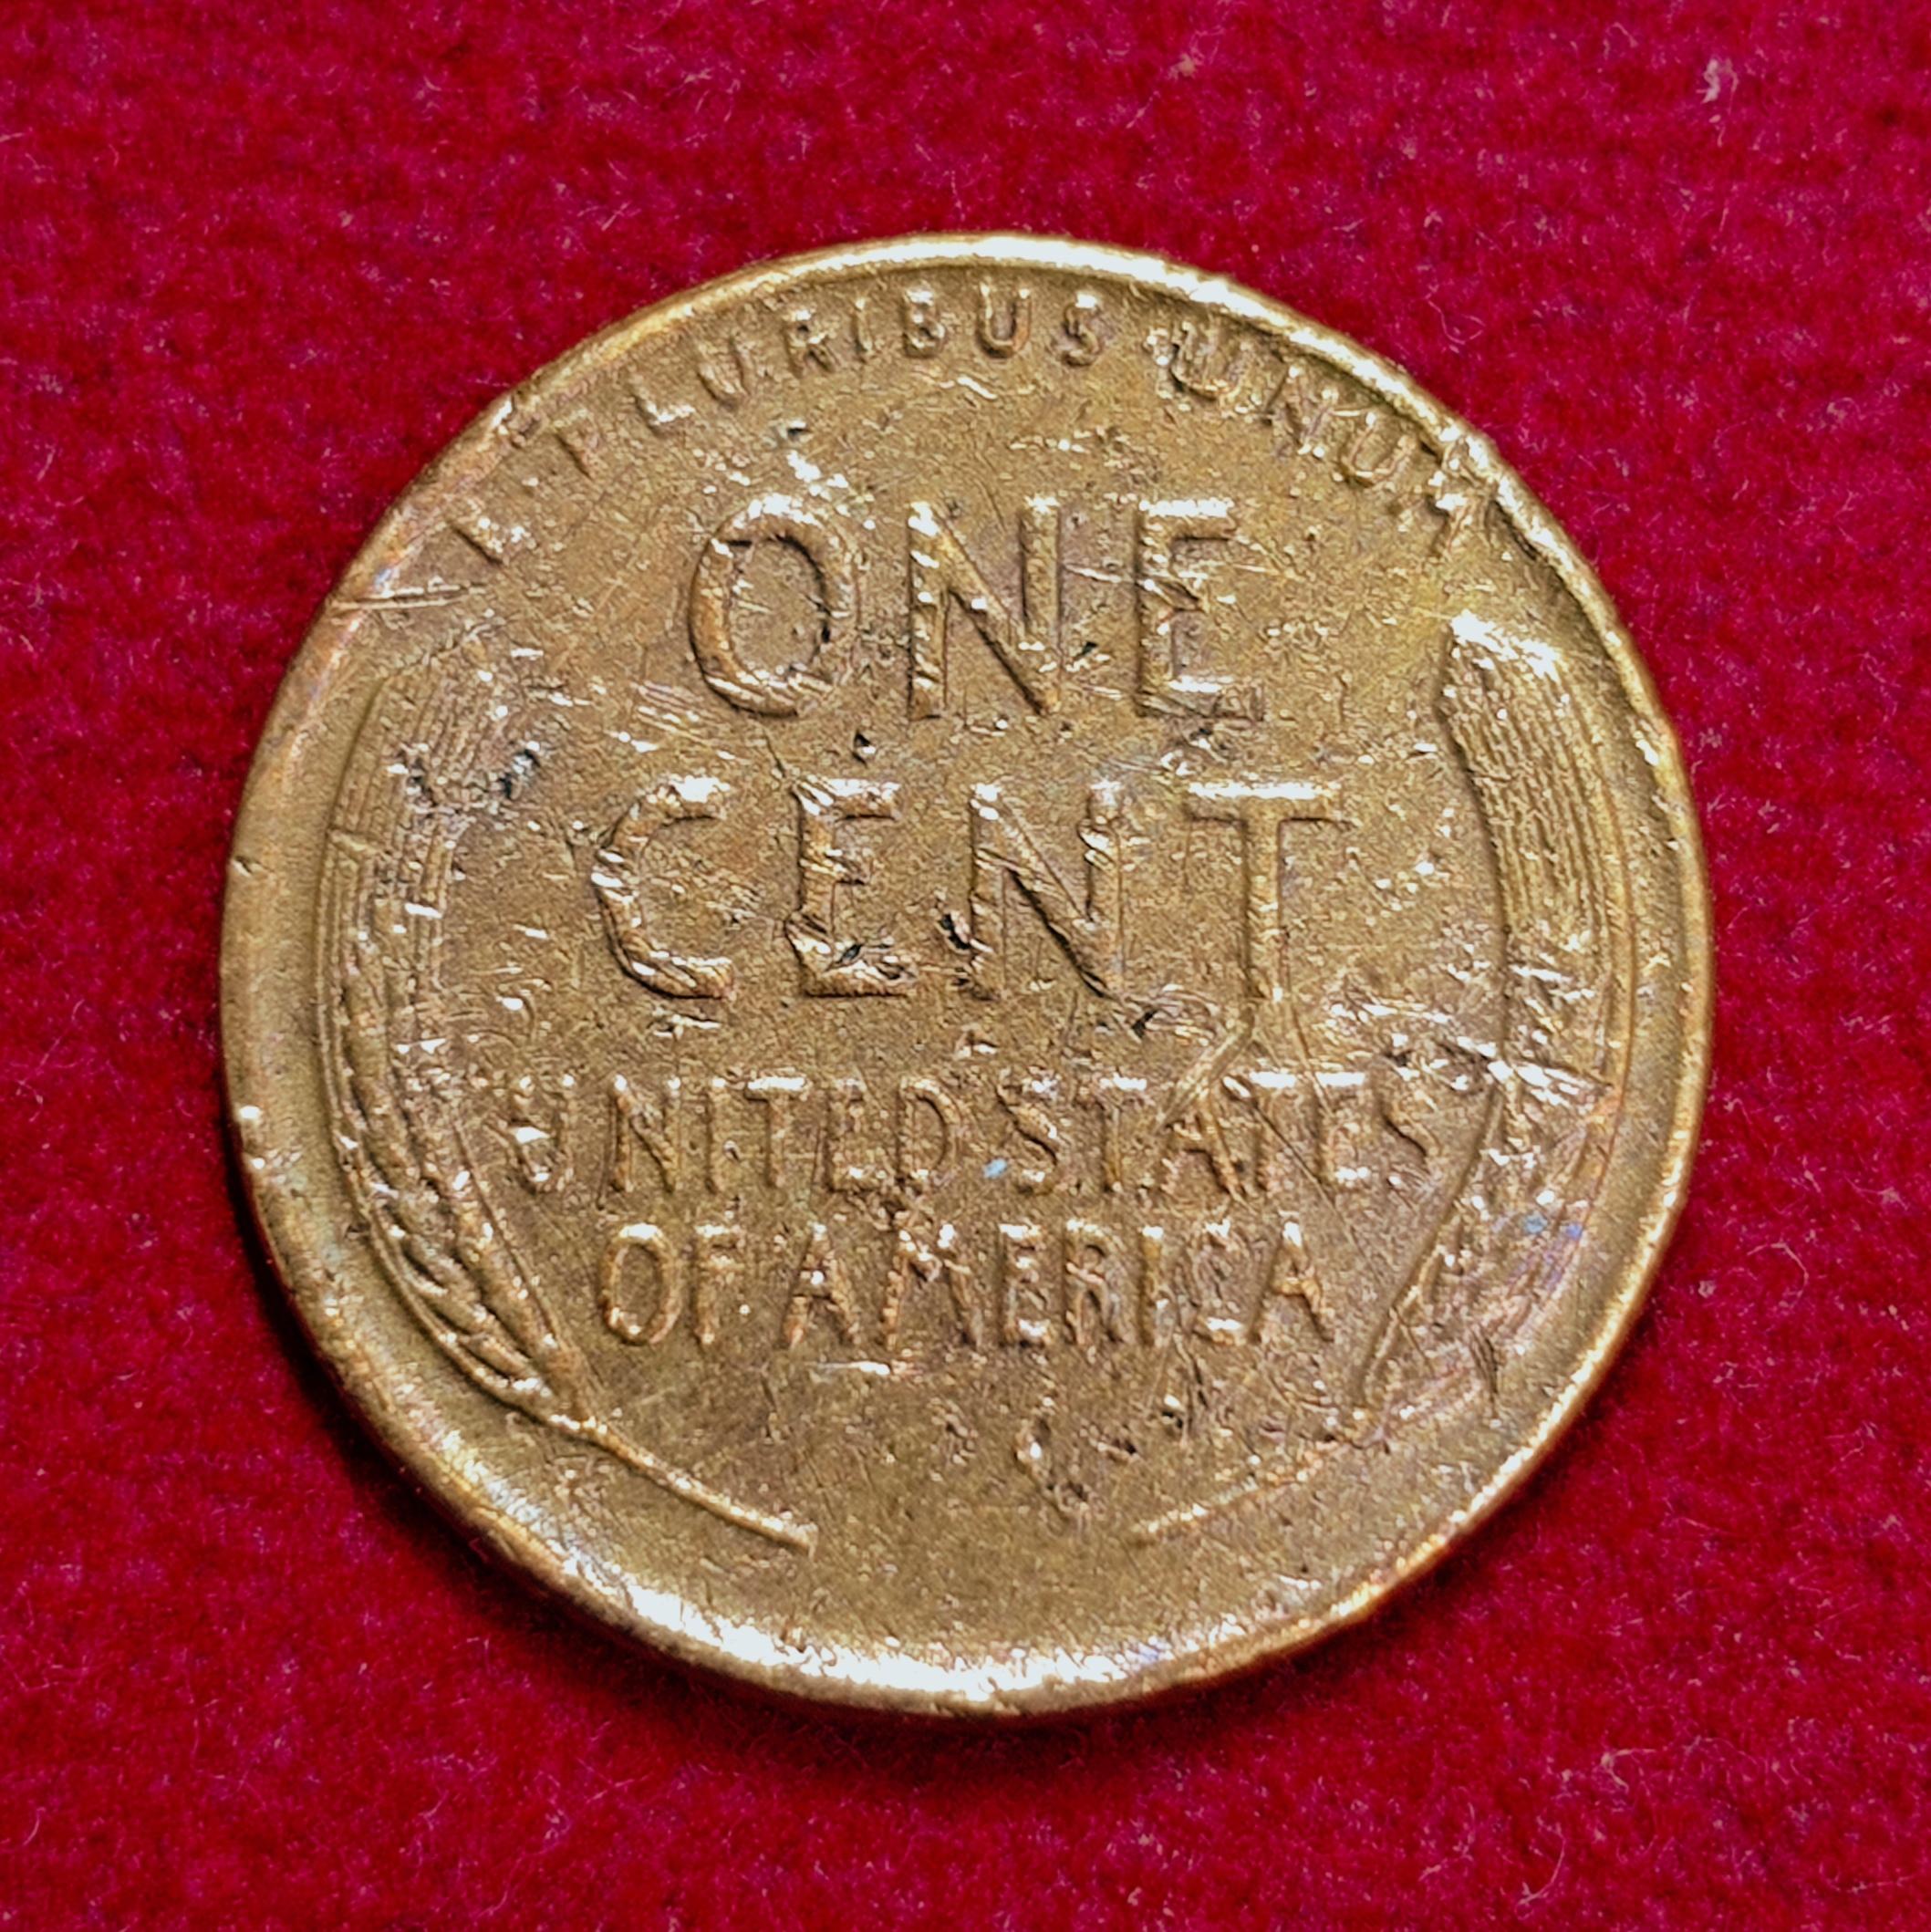 E·PLURIBUS·UNUM
ONE
CENT
UNITED STATES
OF AMERICA